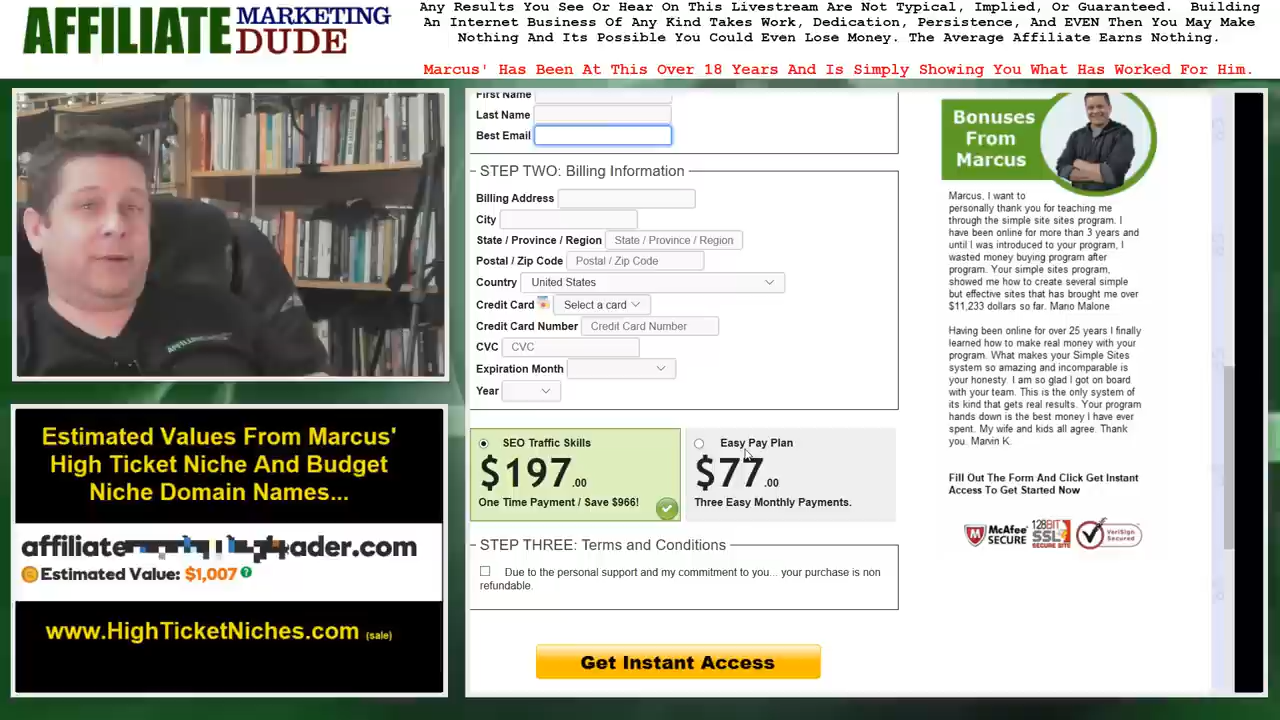 AFFILIATE MARKETING DUDE
Any Results You See Or Hear On This Livestream Are Not Typical, Implied, Or Guaranteed. Building
An Internet Business Of Any Kind Takes Work, Dedication, Persistence, And EVEN Then You May Make
Nothing And Its Possible You Could Even Lose Money. The Average Affiliate Earns Nothing.
Marcus' Has Been At This Over 18 Years And Is Simply Showing You What Has Worked For Him.
First Name
Last Name
Best Email
STEP TWO: Billing Information
Billing Address
City
State / Province / Region State / Province / Region
Postal / Zip Code Postal / Zip Code
Country United States
Credit Card Select a card
Credit Card Number Credit Card Number
CVC CVC
Expiration Month
Year
SEO Traffic Skills
$197.00
One Time Payment / Save $966!
Easy Pay Plan
$77.00
Three Easy Monthly Payments.
STEP THREE: Terms and Conditions
Due to the personal support and my commitment to you... your purchase is non
refundable.
Get Instant Access
Bonuses
From
Marcus
Marcus, I want to
personally thank you for teaching me
through the simple site sites program. I
have been online for more than 3 years and
until I was introduced to your program, I
wasted money buying program after
program. Your simple sites program,
showed me how to create several simple
but effective sites that has brought me over
$11,233 dollars so far. Mario Malone
Having been online for over 25 years I finally
learned how to make real money with your
program. What makes your Simple Sites
system so amazing and incomparable is
your honesty. I am so glad I got on board
with your team. This is the only system of
its kind that gets real results. Your program
hands down is the best money I have ever
spent. My wife and kids all agree. Thank
you. Marvin K.
Fill Out The Form And Click Get Instant
Access To Get Started Now
McAfee
SECURE
128BIT
SSL
SECURE SITE
VeriSign
Secured
Estimated Values From Marcus'
High Ticket Niche And Budget
Niche Domain Names...
affiliate ader.com
Estimated Value: $1,007
www.HighTicketNiches.com (sale)